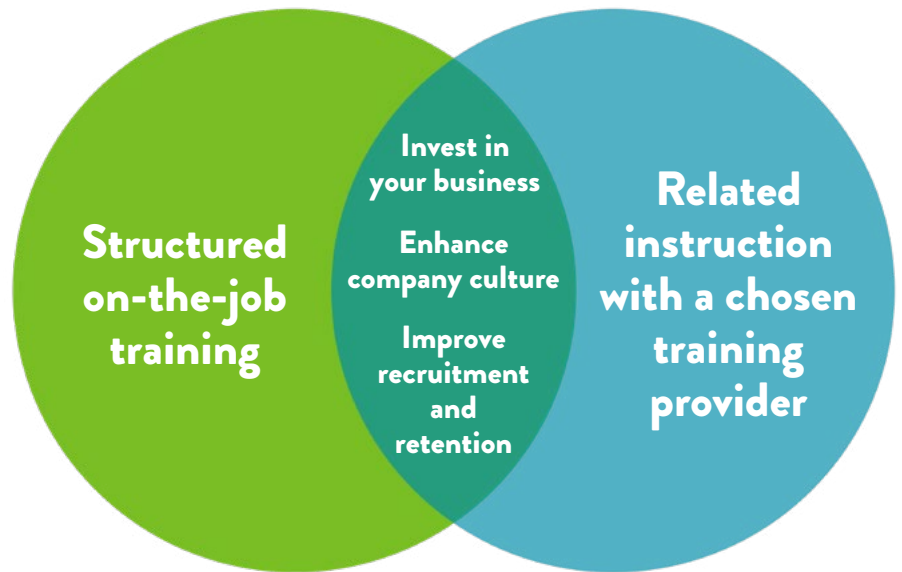 Structured
on-the-job
training
Invest in
your business
Enhance
company culture
Improve
recruitment
and
retention
Related
instruction
with a chosen
training
provider